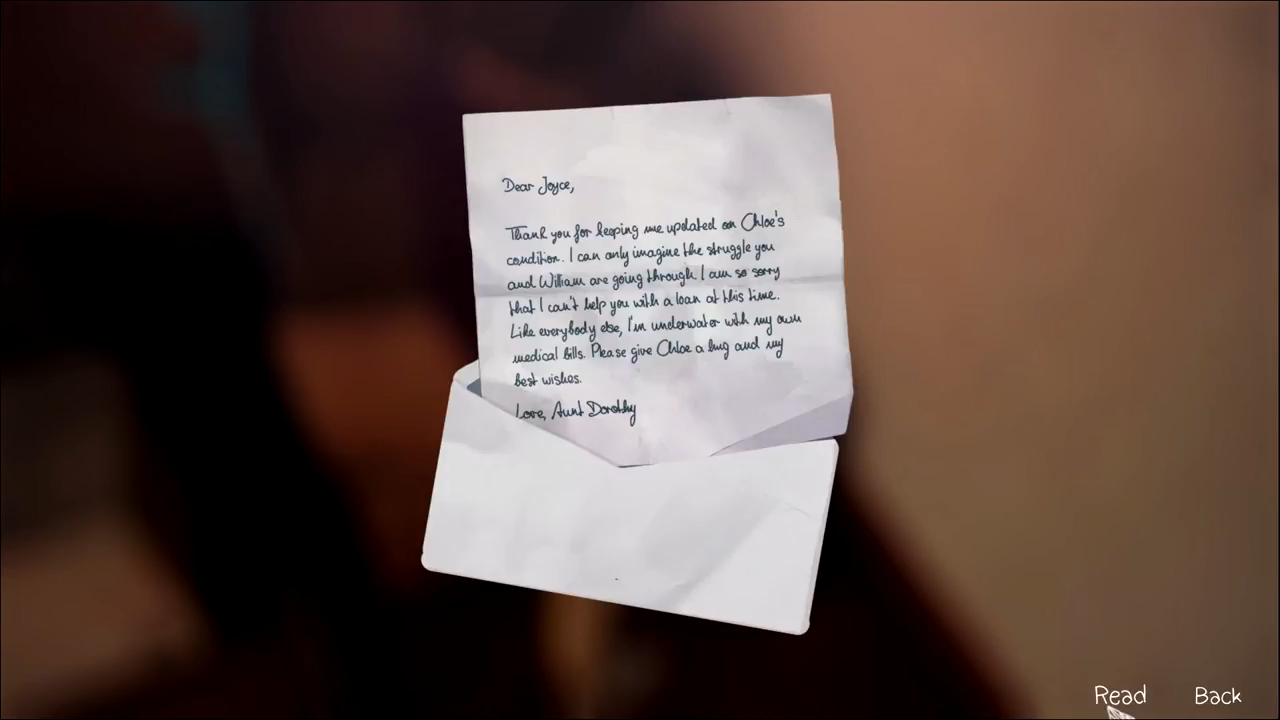 Dear Joyce,
Thank you for keeping me updated on Chloe's
condition. I can only imagine the struggle you
and William are going through. I am so sorry
that I can't help you with a loan at this time.
Like everybody else, I'm underwater with my own
medical bills. Please give Chloe a hug and my
best wishes.
Love, Aunt Dorothy
Read Back